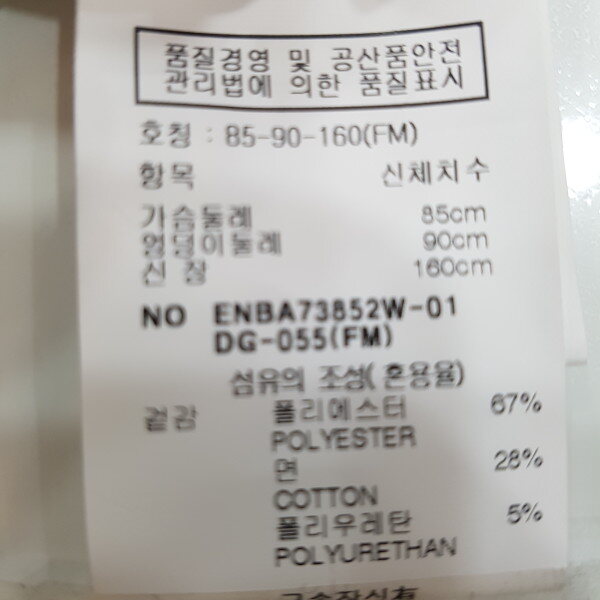 품질경영 및 공산품안전
관리법에 의한 품질표시
호칭 : 85-90-160(FM)
항목 신체치수
가슴둘레 85cm
엉덩이둘레 90cm
신 장 160cm
NO ENBA73852W-01
DG-055(FM)
섬유의 조성( 혼용율)
겉감 폴리에스터 67%
POLYESTER
면 28%
COTTON
폴리우레탄 5%
POLYURETHAN